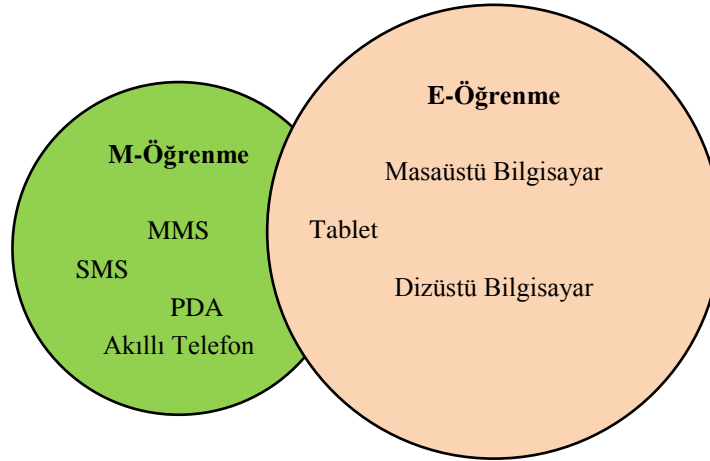 M-Öğrenme
MMS
SMS
PDA
Akıllı Telefon
Tablet
E-Öğrenme
Masaüstü Bilgisayar
Dizüstü Bilgisayar